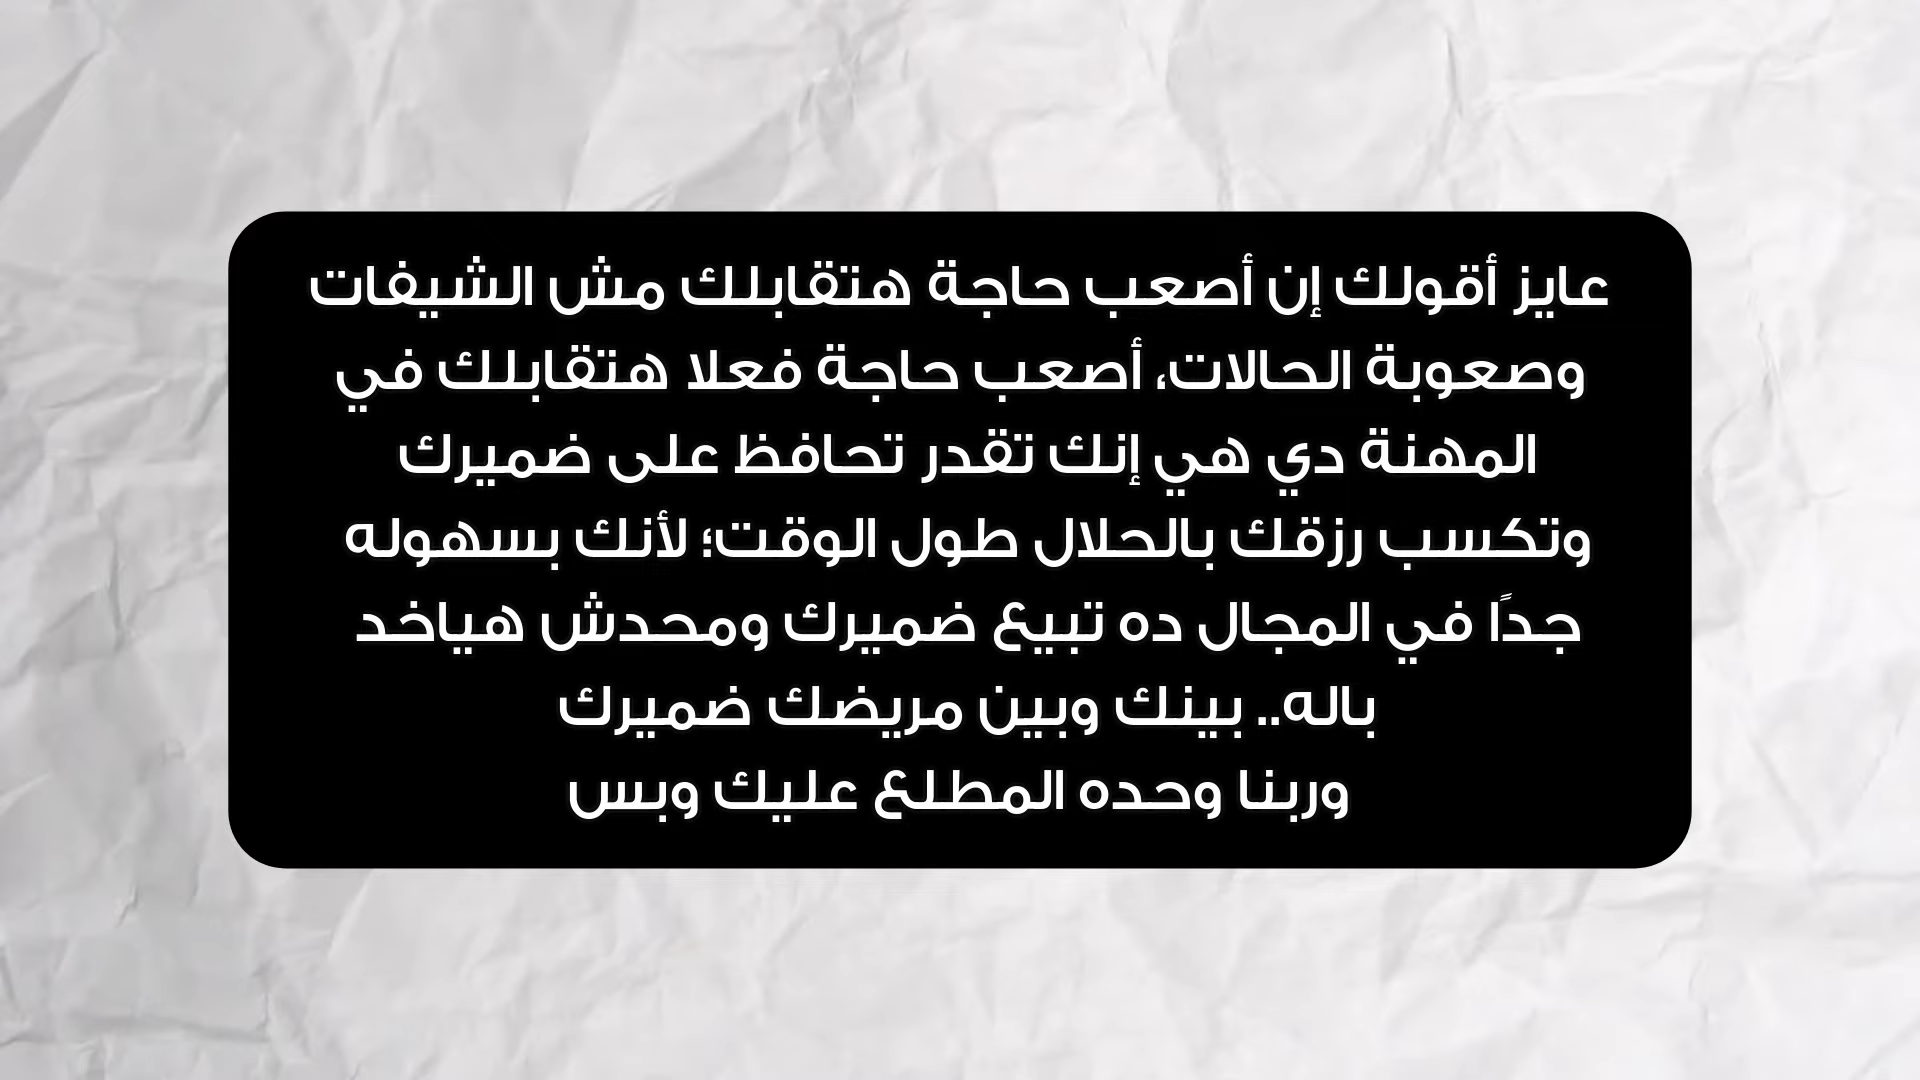 عايز أقولك إن أصعب حاجة هتقابلك مش الشيفتات
وصعوبة الحالات، أصعب حاجة فعلا هتقابلك في
المهنة دي هي إنك تقدر تحافظ على ضميرك
وتكسب رزقك بالحلال طول الوقت؛ لأنك بسهوله
جدًا في المجال ده تبيع ضميرك ومحدش هياخد
باله.. بينك وبين مريضك ضميرك
وربنا وحده المطلع عليك وبس